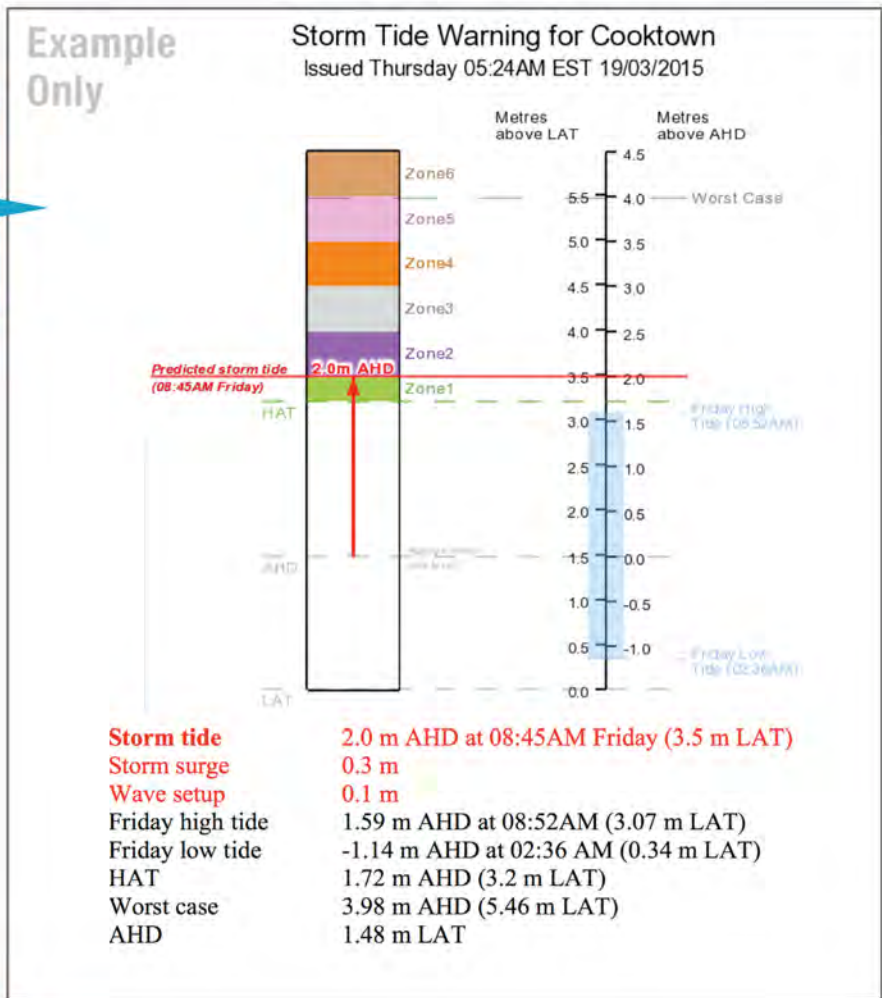 Example
Only
Storm Tide Warning for Cooktown
Issued Thursday 05:24AM EST 19/03/2015
Metres
above LAT
Metres
above AHD
4.5
Zone6
5.5 4.0 Worst Case
Zone5
5.0 3.5
Zone4
4.5 3.0
Zone3
4.0 2.5
Zone2
Predicted storm tide 2.0m AHD
3.5 2.0
(08:45AM Friday)
Zone1
HAT
Friday High
Tide (08:52AM)
3.0 1.5
2.5 1.0
2.0 0.5
AHD
1.5 0.0
1.0 -0.5
0.5 -1.0
Friday Low
Tide (02:36AM)
0.0
LAT
Storm tide 2.0 m AHD at 08:45AM Friday (3.5 m LAT)
Storm surge 0.3 m
Wave setup 0.1 m
Friday high tide 1.59 m AHD at 08:52AM (3.07 m LAT)
Friday low tide -1.14 m AHD at 02:36 AM (0.34 m LAT)
HAT 1.72 m AHD (3.2 m LAT)
Worst case 3.98 m AHD (5.46 m LAT)
AHD 1.48 m LAT